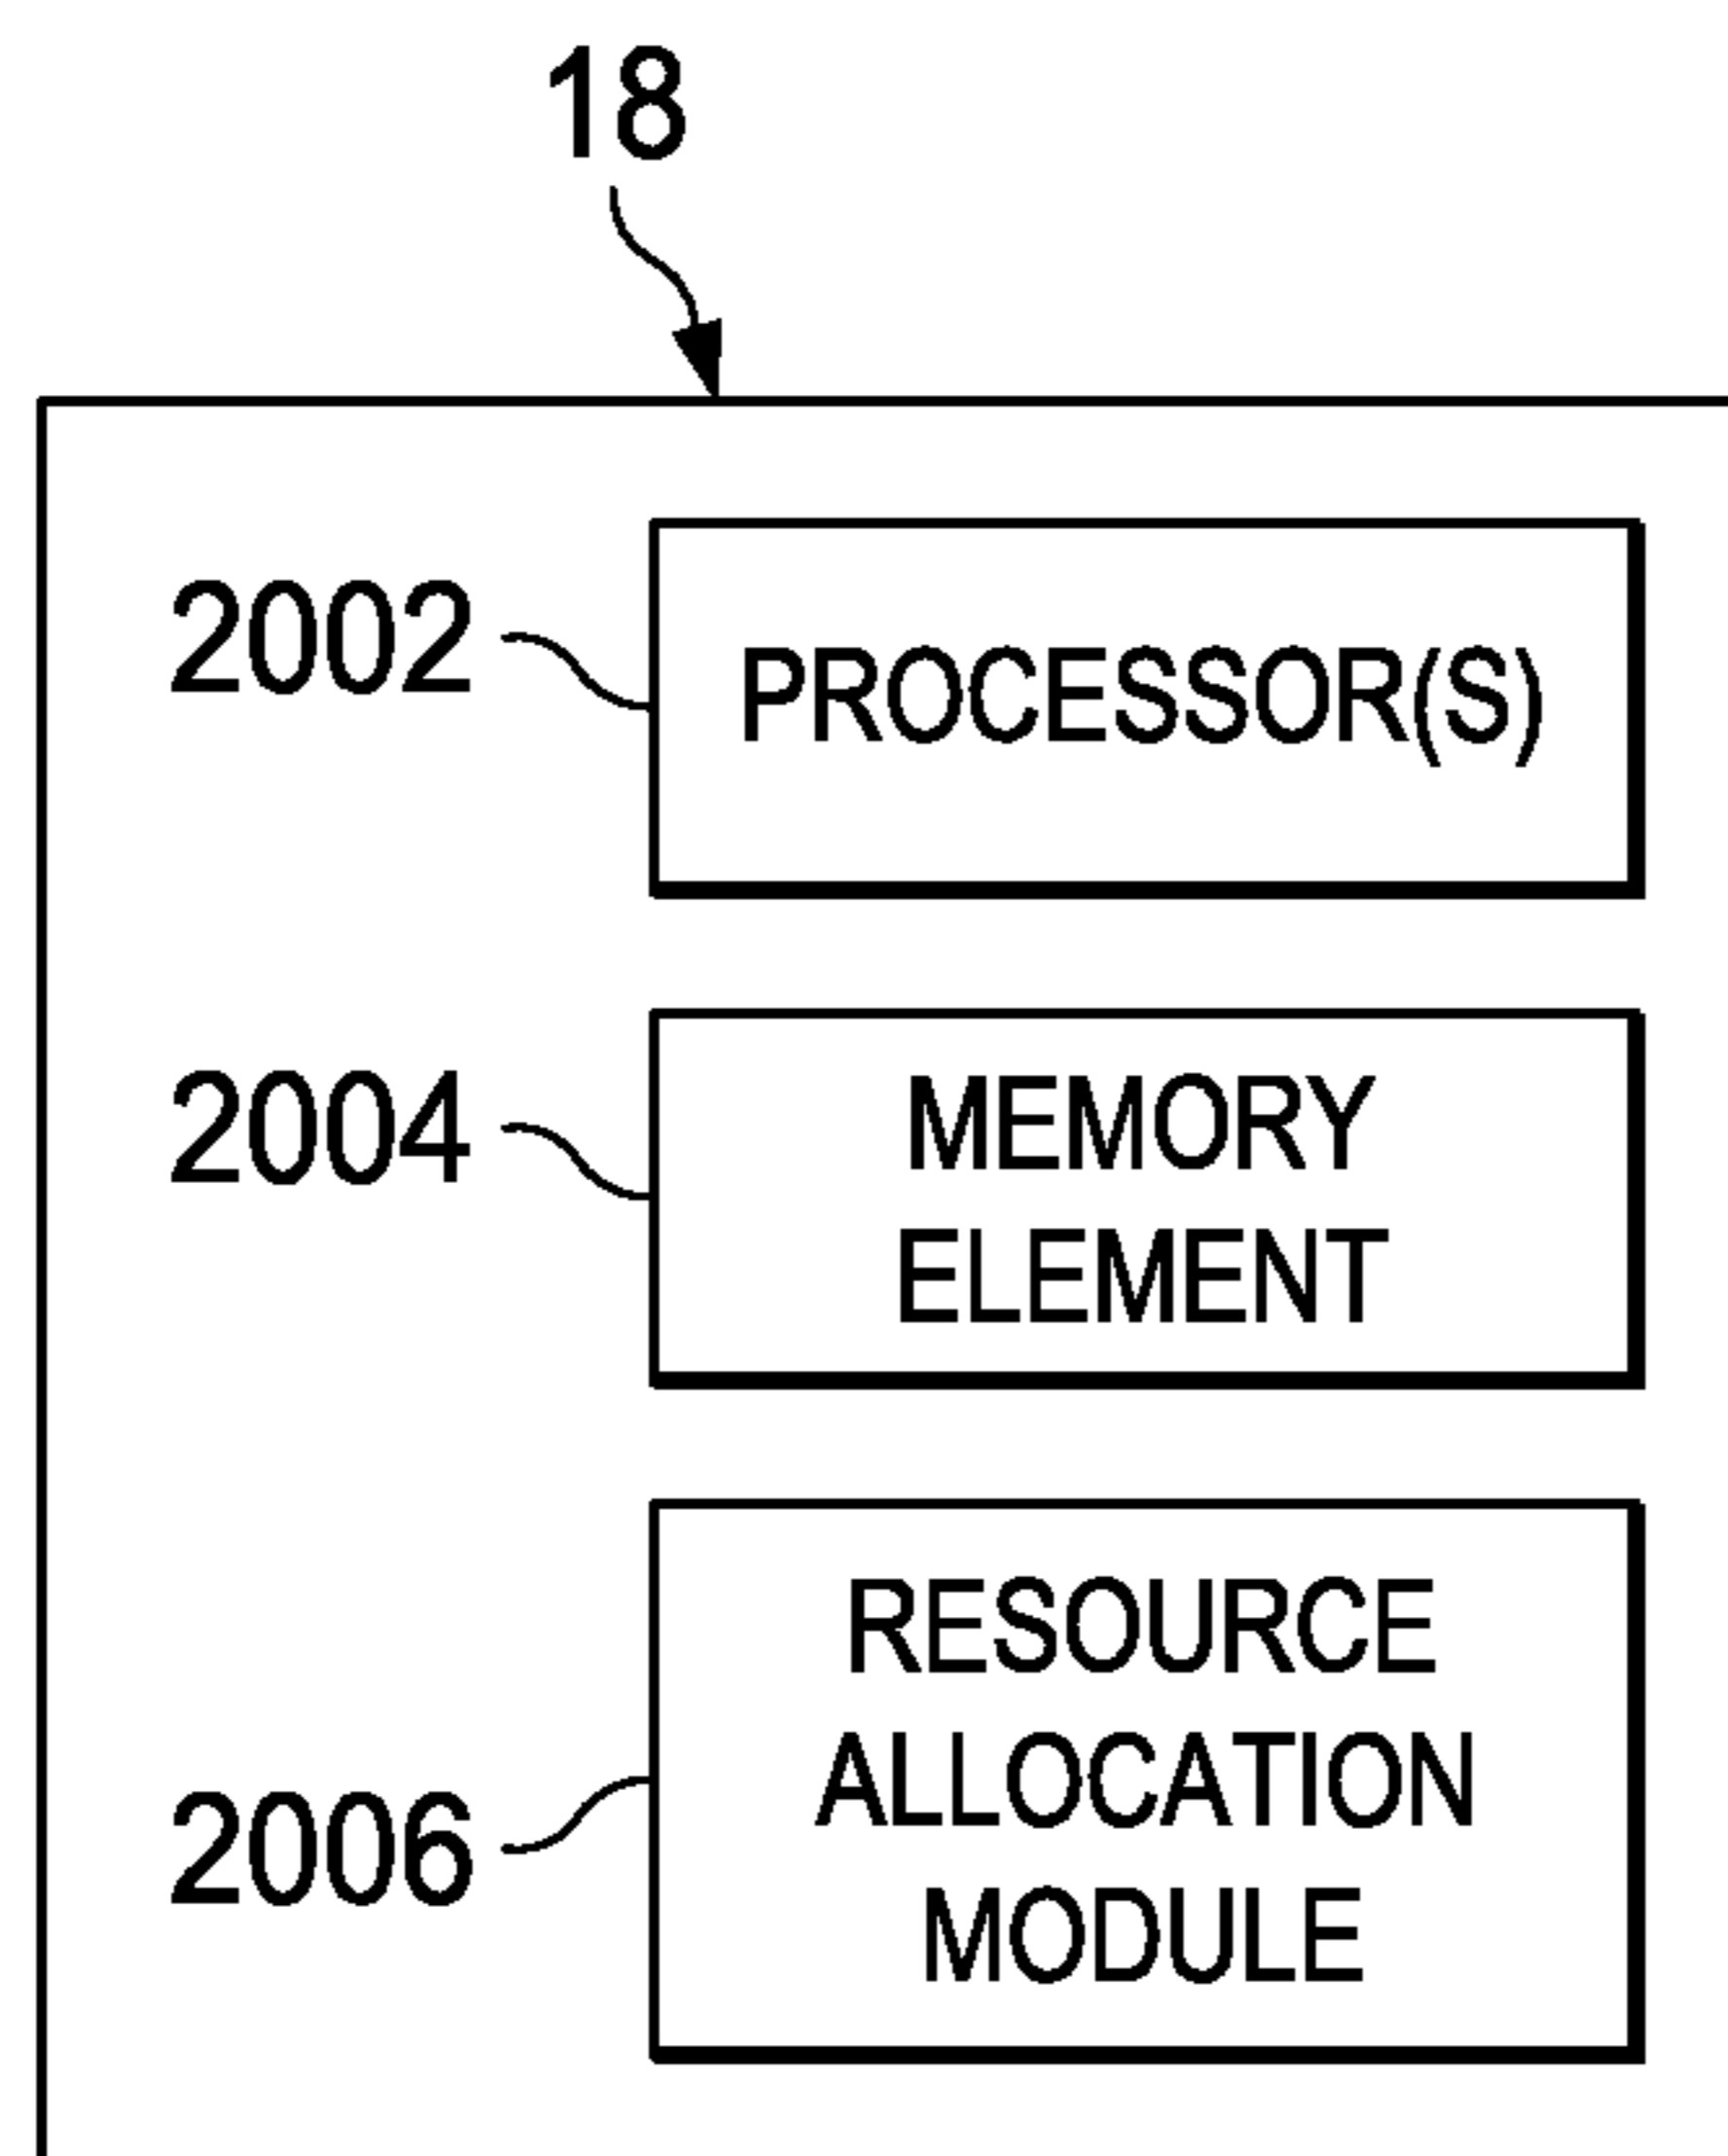 18
2002
PROCESSOR(S)
2004
MEMORY
ELEMENT
2006
RESOURCE
ALLOCATION
MODULE